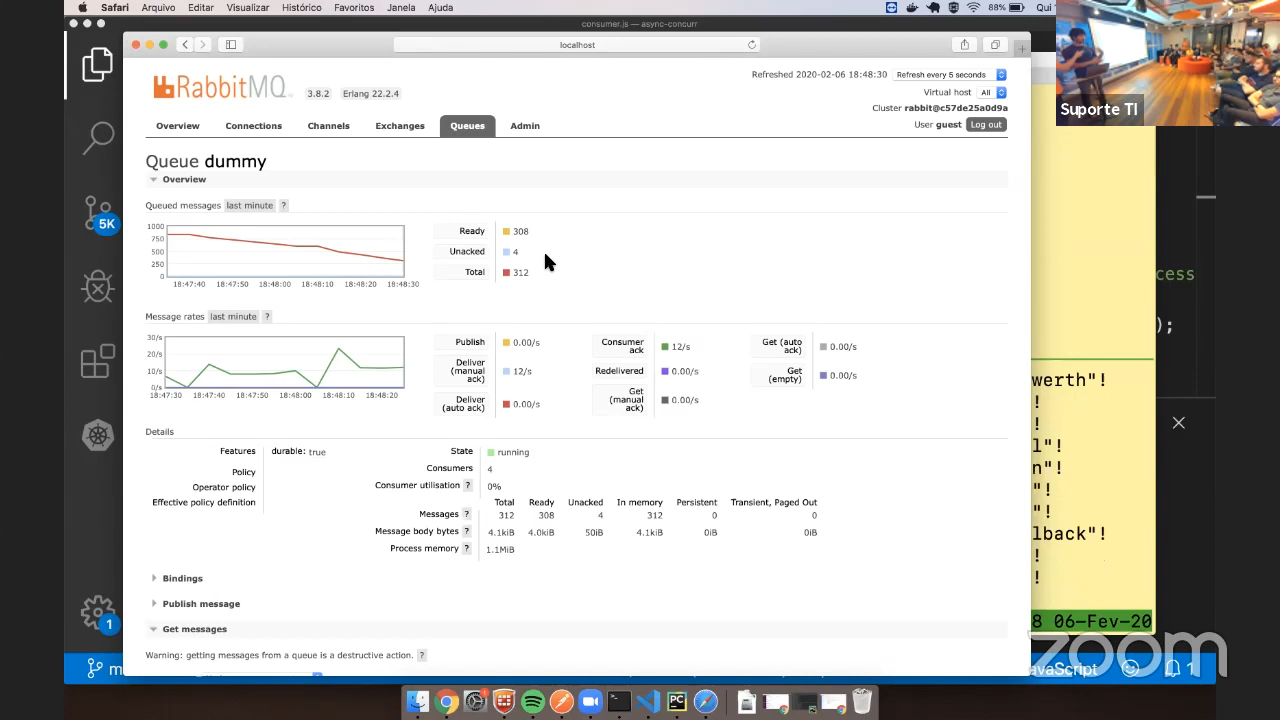 Safari Arquivo Editar Visualizar Histórico Favoritos Janela Ajuda 88% Qui
consumer.js — async-concurr
localhost
RabbitMQ 3.8.2 Erlang 22.2.4
Refreshed 2020-02-06 18:48:30 Refresh every 5 seconds
Virtual host All
Cluster rabbit@c57de25a0d9a
User guest Log out
Suporte TI
Overview Connections Channels Exchanges Queues Admin
Queue dummy
Overview
Queued messages last minute ?
1000
750
500
250
0
18:47:40 18:47:50 18:48:00 18:48:10 18:48:20 18:48:30
Ready 308
Unacked 4
Total 312
Message rates last minute ?
30/s
20/s
10/s
0/s
18:47:30 18:47:40 18:47:50 18:48:00 18:48:10 18:48:20
Publish 0.00/s
Deliver (manual ack) 12/s
Deliver (auto ack) 0.00/s
Consumer ack 12/s
Redelivered 0.00/s
Get (manual ack) 0.00/s
Get (auto ack) 0.00/s
Get (empty) 0.00/s
Details
Features durable: true
Policy
Operator policy
Effective policy definition
State running
Consumers 4
Consumer utilisation ? 0%
Total Ready Unacked In memory Persistent Transient, Paged Out
Messages ? 312 308 4 312 0 0
Message body bytes ? 4.1kiB 4.0kiB 50iB 4.1kiB 0iB 0iB
Process memory ? 1.1MiB
Bindings
Publish message
Get messages
Warning: getting messages from a queue is a destructive action. ?
5K
1
cess
);
werth"!
!
!
l"!
n"!
"!
"!
lback"!
!
!
8 06-Fev-20
zoom
m
avaScript 1
PC